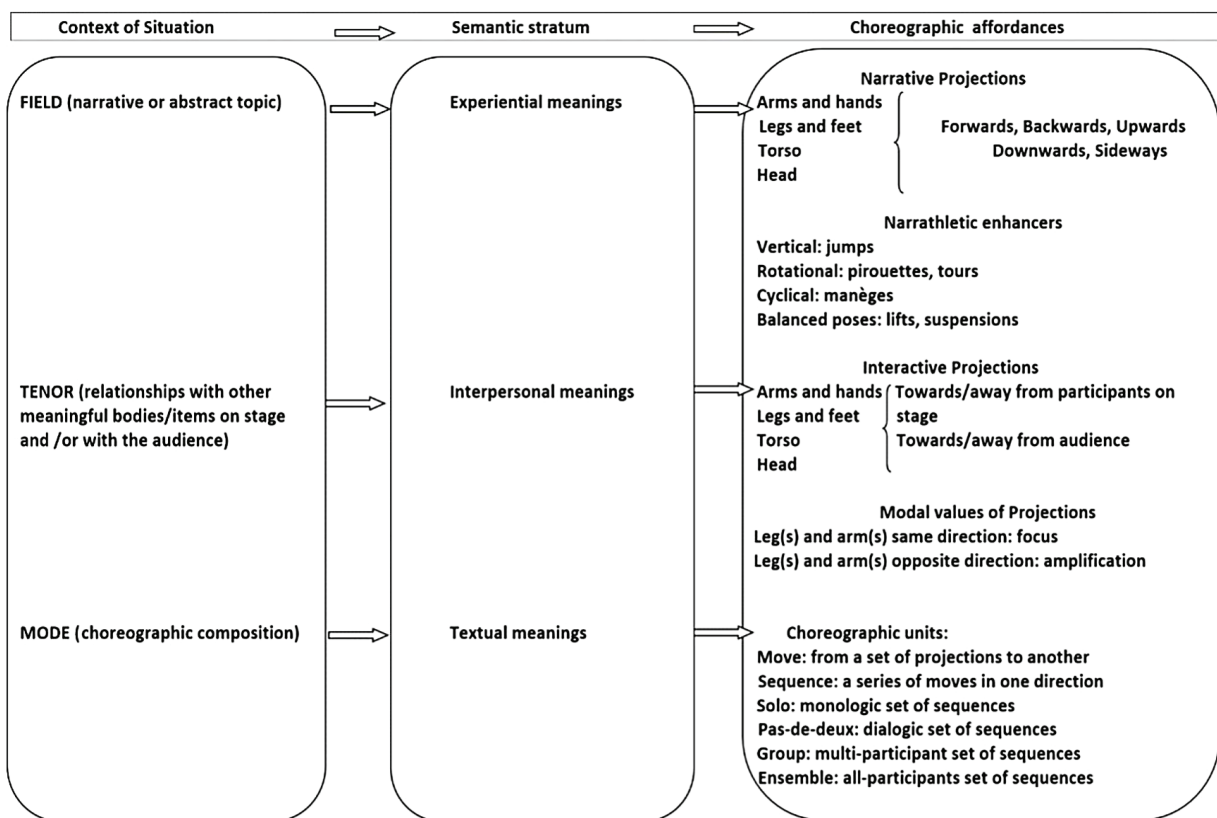 Context of Situation
Semantic stratum
Choreographic affordances
FIELD (narrative or abstract topic)
Experiential meanings
Narrative Projections
Arms and hands
Legs and feet
Torso
Head
Forwards, Backwards, Upwards
Downwards, Sideways
Narrathletic enhancers
Vertical: jumps
Rotational: pirouettes, tours
Cyclical: manèges
Balanced poses: lifts, suspensions
TENOR (relationships with other
meaningful bodies/items on stage
and /or with the audience)
Interpersonal meanings
Interactive Projections
Arms and hands
Legs and feet
Torso
Head
Towards/away from participants on
stage
Towards/away from audience
Modal values of Projections
Leg(s) and arm(s) same direction: focus
Leg(s) and arm(s) opposite direction: amplification
MODE (choreographic composition)
Textual meanings
Choreographic units:
Move: from a set of projections to another
Sequence: a series of moves in one direction
Solo: monologic set of sequences
Pas-de-deux: dialogic set of sequences
Group: multi-participant set of sequences
Ensemble: all-participants set of sequences